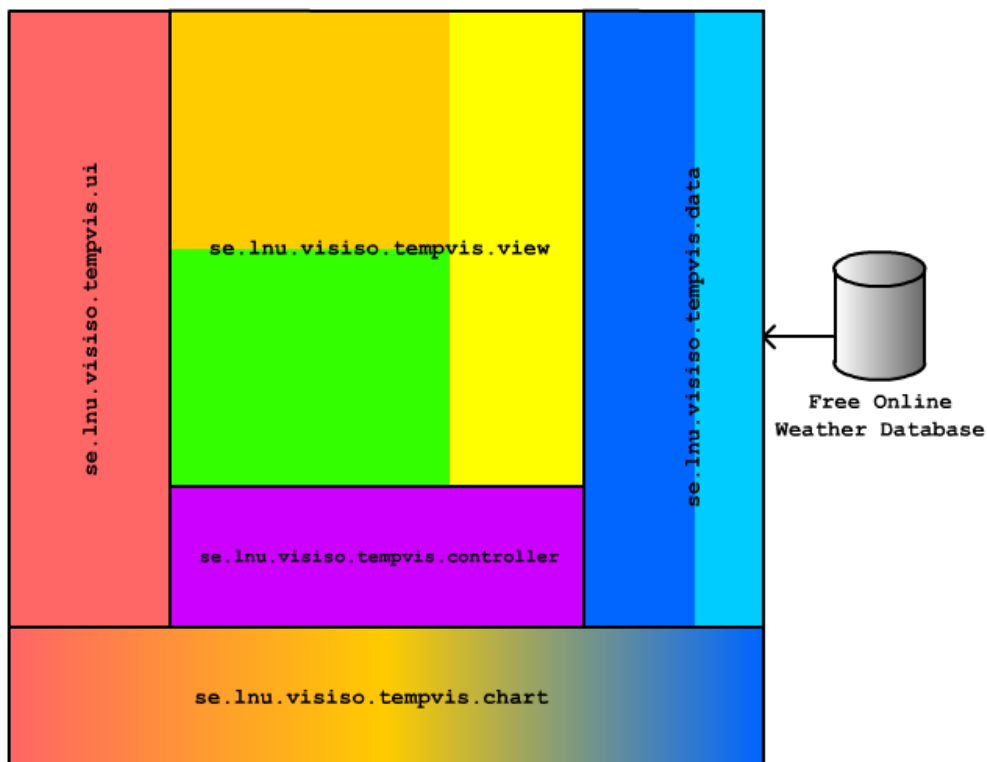 se.lnu.visiso.tempvis.ui
se.lnu.visiso.tempvis.view
se.lnu.visiso.tempvis.data
Free Online
Weather Database
se.lnu.visiso.tempvis.controller
se.lnu.visiso.tempvis.chart